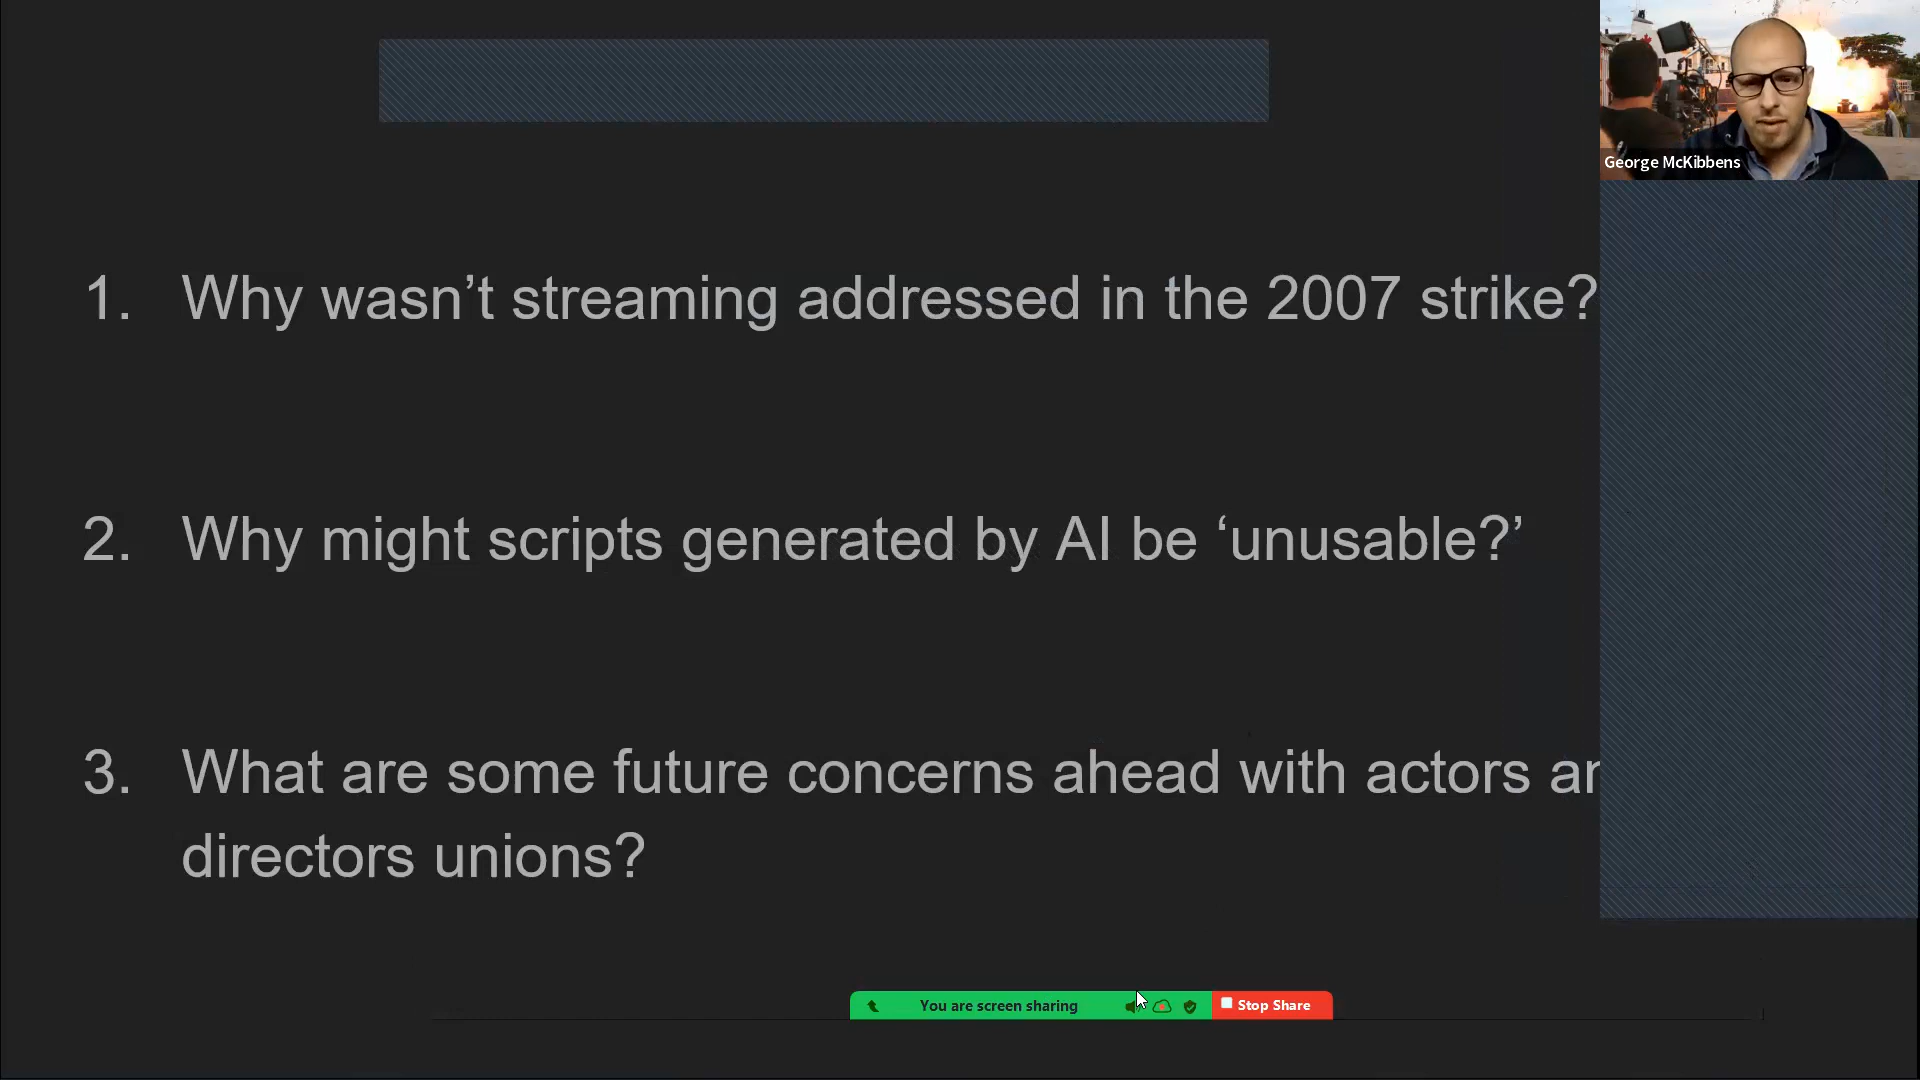 George McKibbens
1. Why wasn’t streaming addressed in the 2007 strike?
2. Why might scripts generated by AI be ‘unusable?’
3. What are some future concerns ahead with actors
directors unions?
You are screen sharing
Stop Share